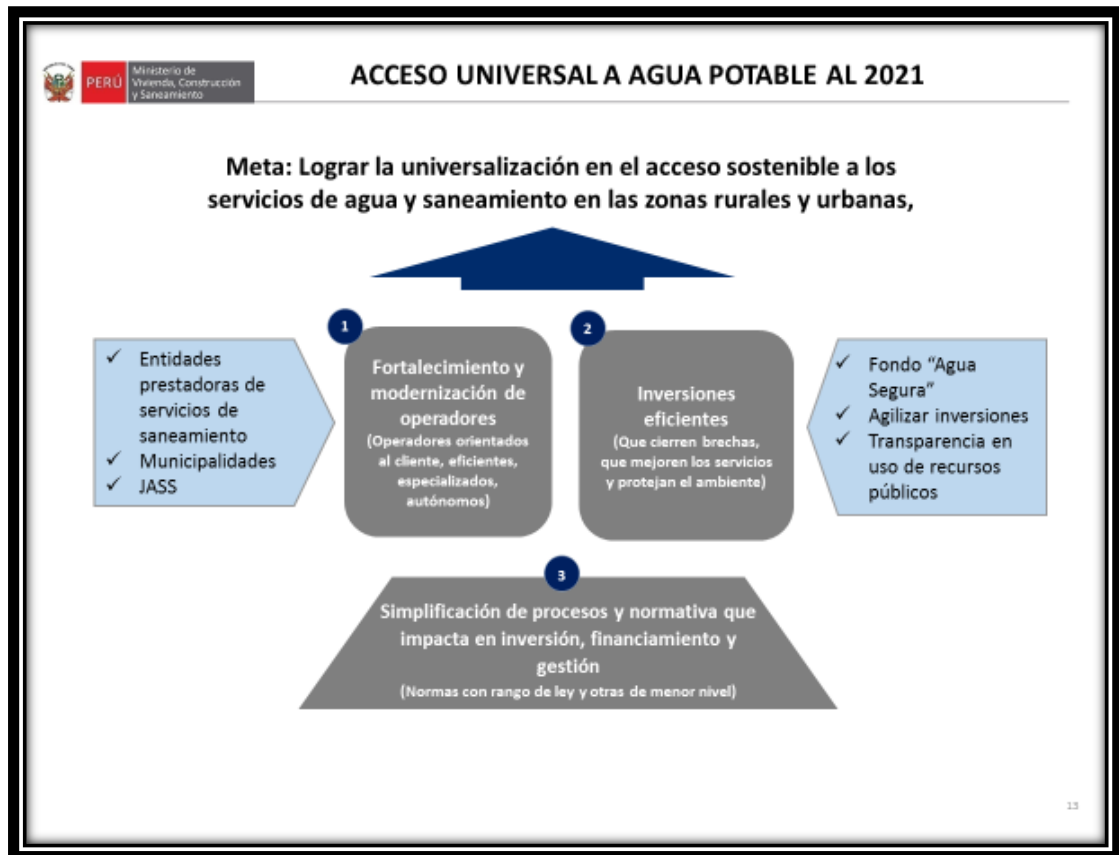 PERÚ
Ministerio de
Vivienda, Construcción
y Saneamiento
ACCESO UNIVERSAL A AGUA POTABLE AL 2021
Meta: Lograr la universalización en el acceso sostenible a los
servicios de agua y saneamiento en las zonas rurales y urbanas,
✓ Entidades
prestadoras de
servicios de
saneamiento
✓ Municipalidades
✓ JASS
1
Fortalecimiento y
modernización de
operadores
(Operadores orientados
al cliente, eficientes,
especializados,
autónomos)
2
Inversiones
eficientes
(Que cierren brechas,
que mejoren los servicios
y protejan el ambiente)
✓ Fondo “Agua
Segura”
✓ Agilizar inversiones
✓ Transparencia en
uso de recursos
públicos
3
Simplificación de procesos y normativa que
impacta en inversión, financiamiento y
gestión
(Normas con rango de ley y otras de menor nivel)
13